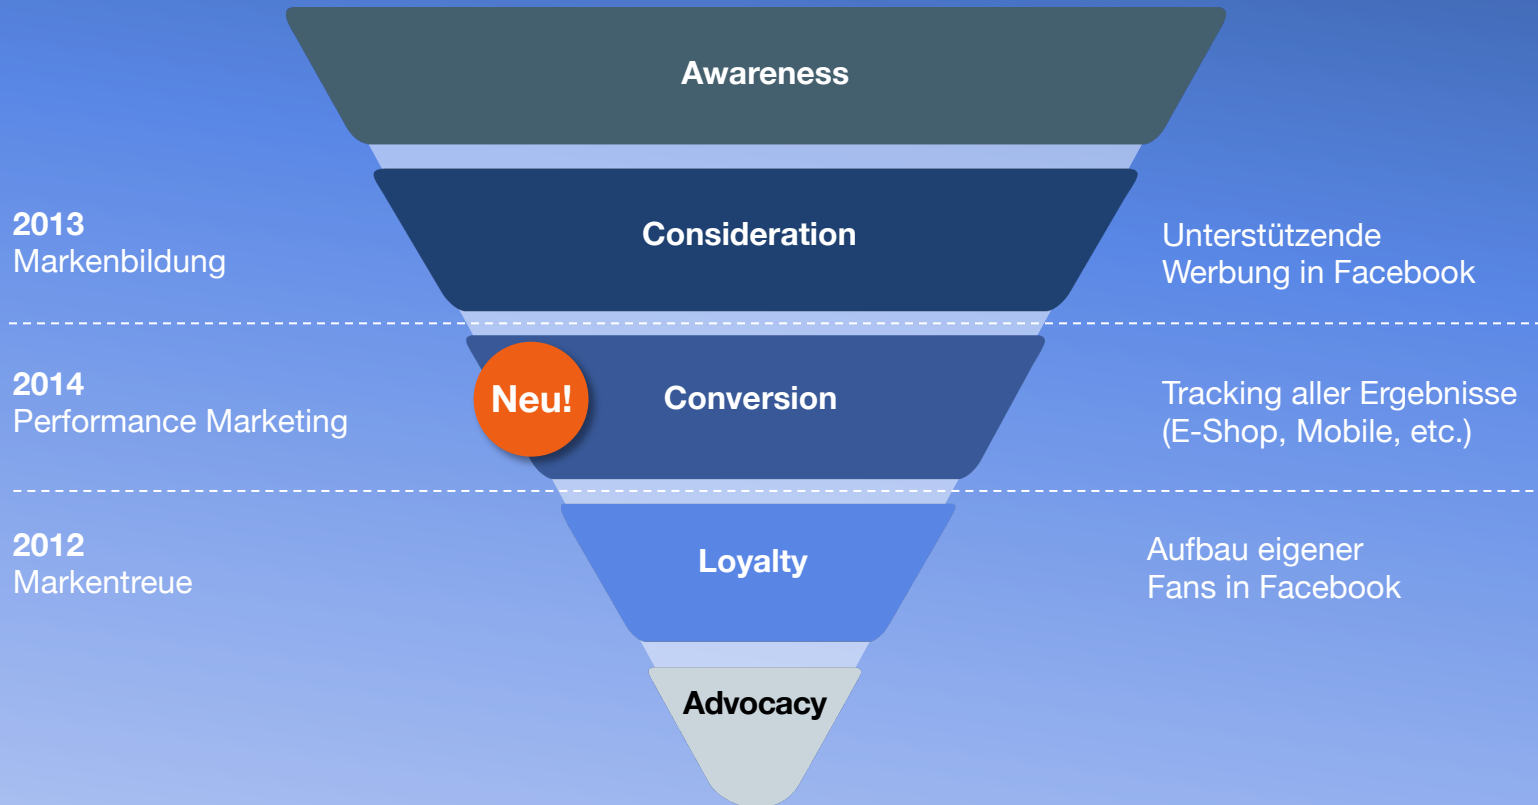 Awareness
2013
Markenbildung
Consideration
Unterstützende
Werbung in Facebook
2014
Performance Marketing
Neu!
Conversion
Tracking aller Ergebnisse
(E-Shop, Mobile, etc.)
2012
Markentreue
Loyalty
Aufbau eigener
Fans in Facebook
Advocacy